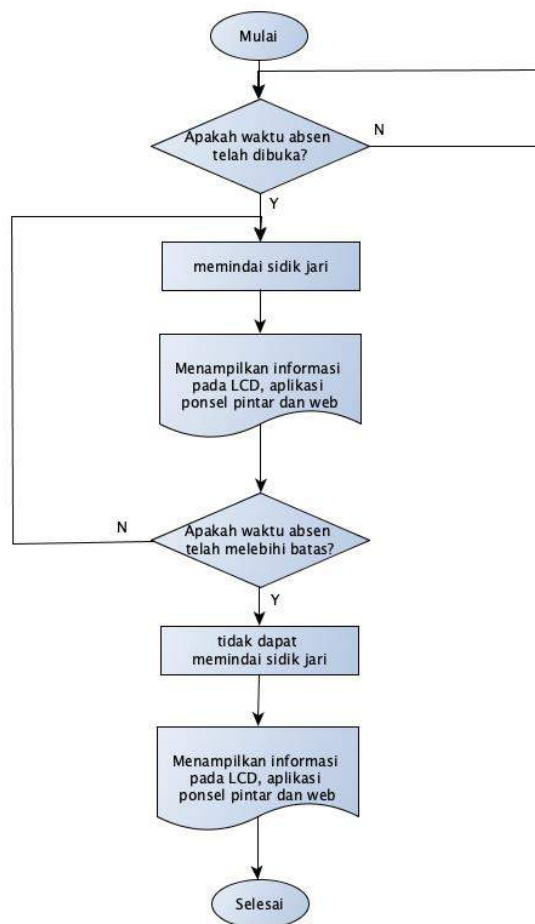 Mulai
Apakah waktu absen
telah dibuka?
N
Y
memindai sidik jari
Menampilkan informasi
pada LCD, aplikasi
ponsel pintar dan web
N
Apakah waktu absen
telah melebihi batas?
Y
tidak dapat
memindai sidik jari
Menampilkan informasi
pada LCD, aplikasi
ponsel pintar dan web
Selesai